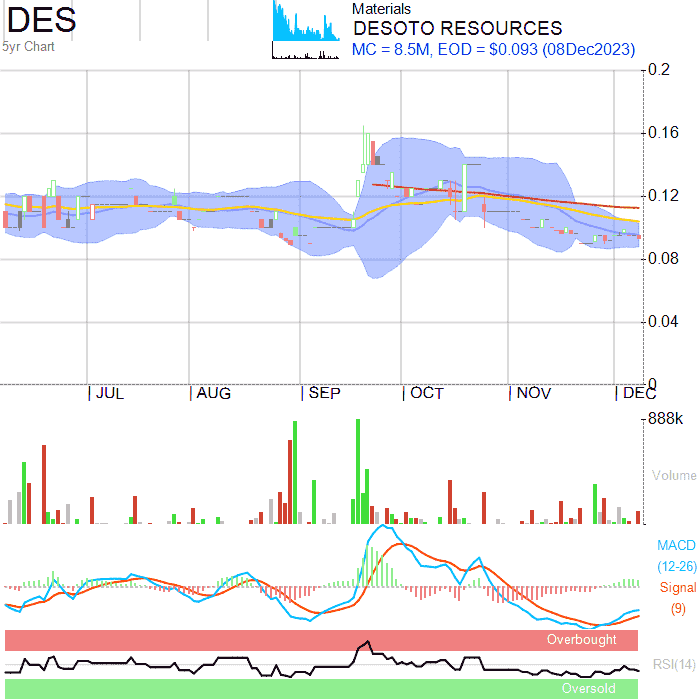 DES
5yr Chart
Materials
DESOTO RESOURCES
MC = 8.5M, EOD = $0.093 (08Dec2023)
0.2
0.16
0.12
0.08
0.04
0
JUL
AUG
SEP
OCT
NOV
DEC
888k
Volume
MACD
(12-26)
Signal
(9)
Overbought
RSI(14)
Oversold